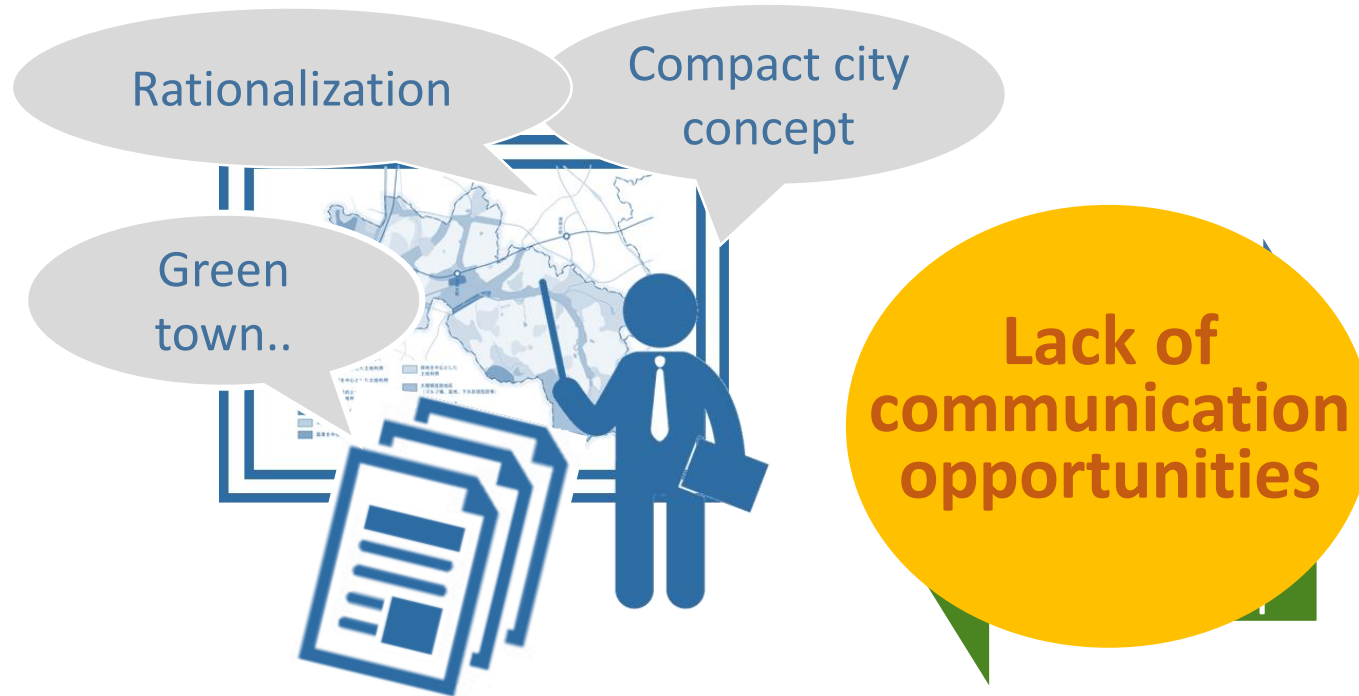 Rationalization
Compact city
concept
Green
town..
Lack of
communication
opportunities